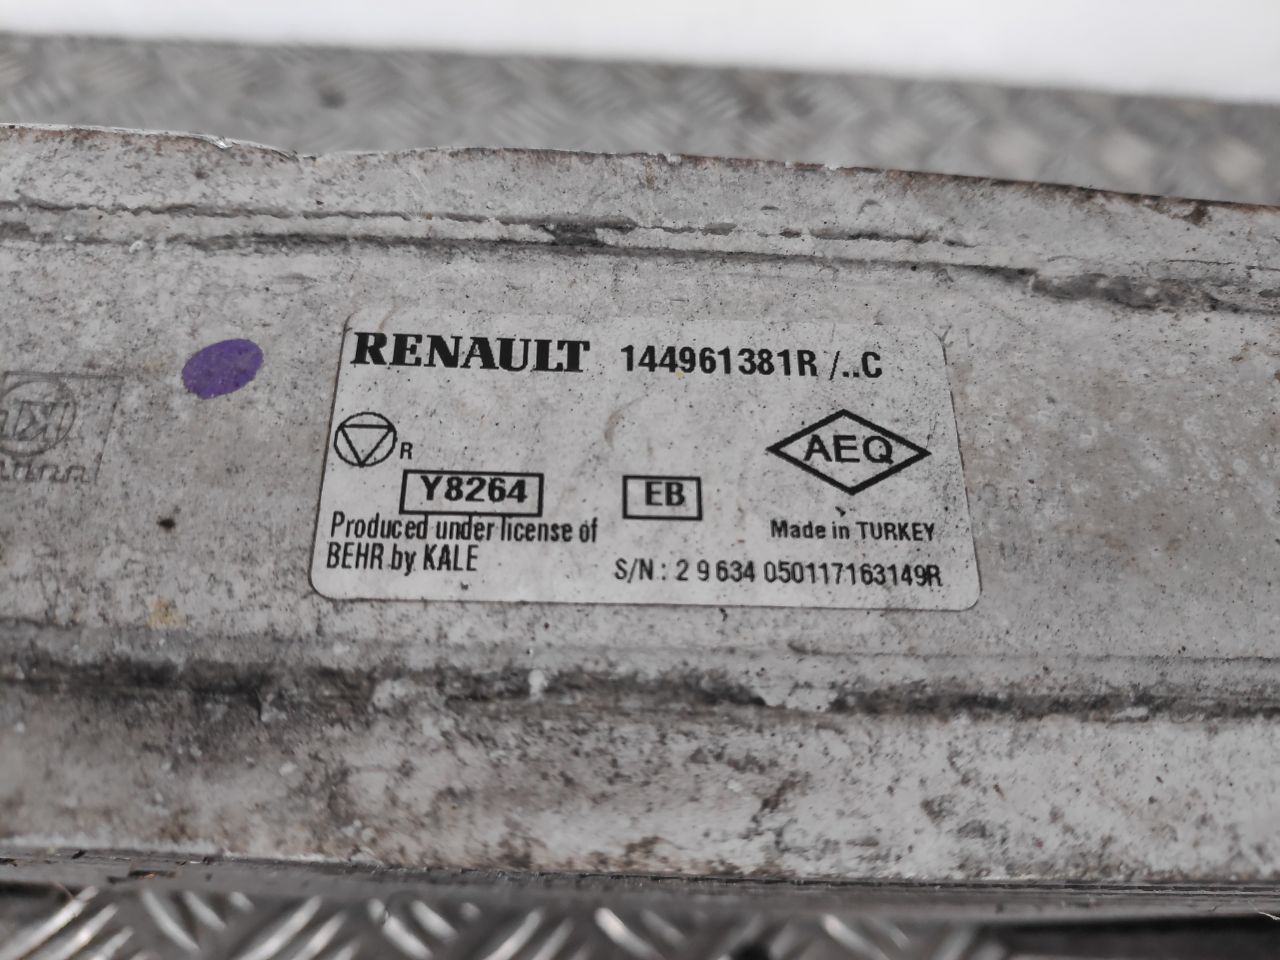 RENAULT 144961381R /..C
R
AEQ
Y8264 EB
Produced under license of
BEHR by KALE
Made in TURKEY
S/N : 2 9 634 050117163149R